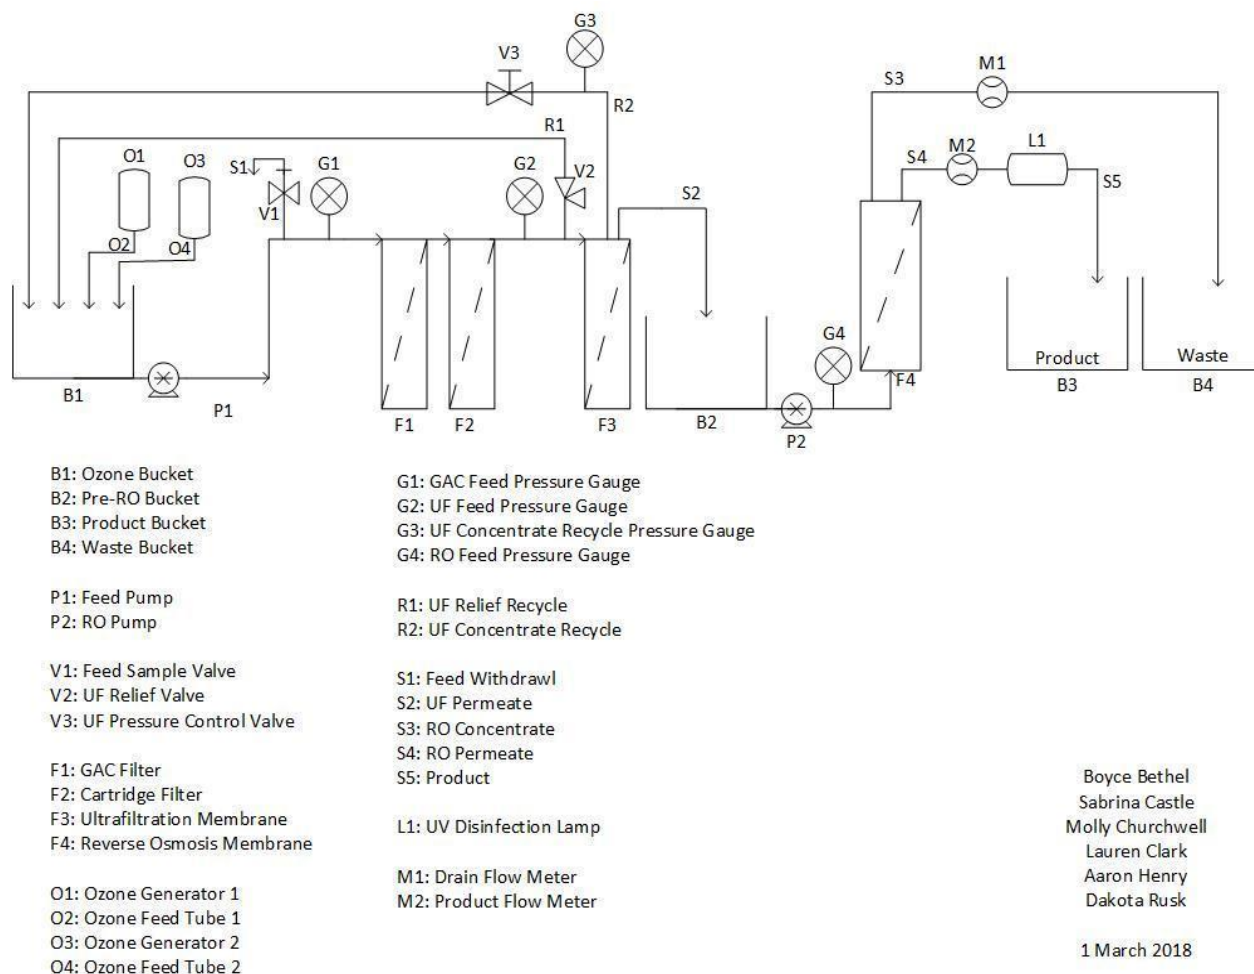 G3
V3
M1
S3
R2
R1
M2
L1
O1
O3
S1
G1
G2
V2
S4
S2
S5
V1
O2
O4
G4
Product
Waste
B1
P1
F1
F2
F3
B2
P2
F4
B3
B4
B1: Ozone Bucket
B2: Pre-RO Bucket
B3: Product Bucket
B4: Waste Bucket
P1: Feed Pump
P2: RO Pump
V1: Feed Sample Valve
V2: UF Relief Valve
V3: UF Pressure Control Valve
F1: GAC Filter
F2: Cartridge Filter
F3: Ultrafiltration Membrane
F4: Reverse Osmosis Membrane
O1: Ozone Generator 1
O2: Ozone Feed Tube 1
O3: Ozone Generator 2
O4: Ozone Feed Tube 2
G1: GAC Feed Pressure Gauge
G2: UF Feed Pressure Gauge
G3: UF Concentrate Recycle Pressure Gauge
G4: RO Feed Pressure Gauge
R1: UF Relief Recycle
R2: UF Concentrate Recycle
S1: Feed Withdrawl
S2: UF Permeate
S3: RO Concentrate
S4: RO Permeate
S5: Product
L1: UV Disinfection Lamp
M1: Drain Flow Meter
M2: Product Flow Meter
Boyce Bethel
Sabrina Castle
Molly Churchwell
Lauren Clark
Aaron Henry
Dakota Rusk
1 March 2018